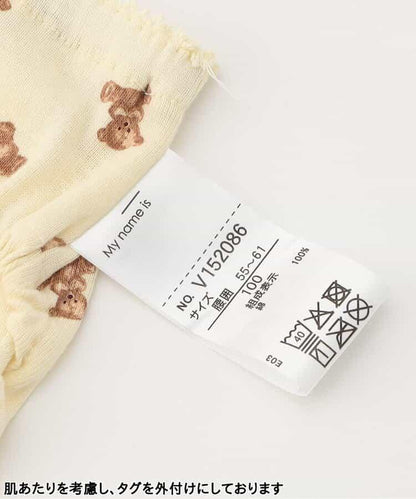 My name is
NO. V152086
サイズ
腰囲 55～61
100
組成表示
綿 100%
40
E03
肌あたりを考慮し、タグを外付けにしております